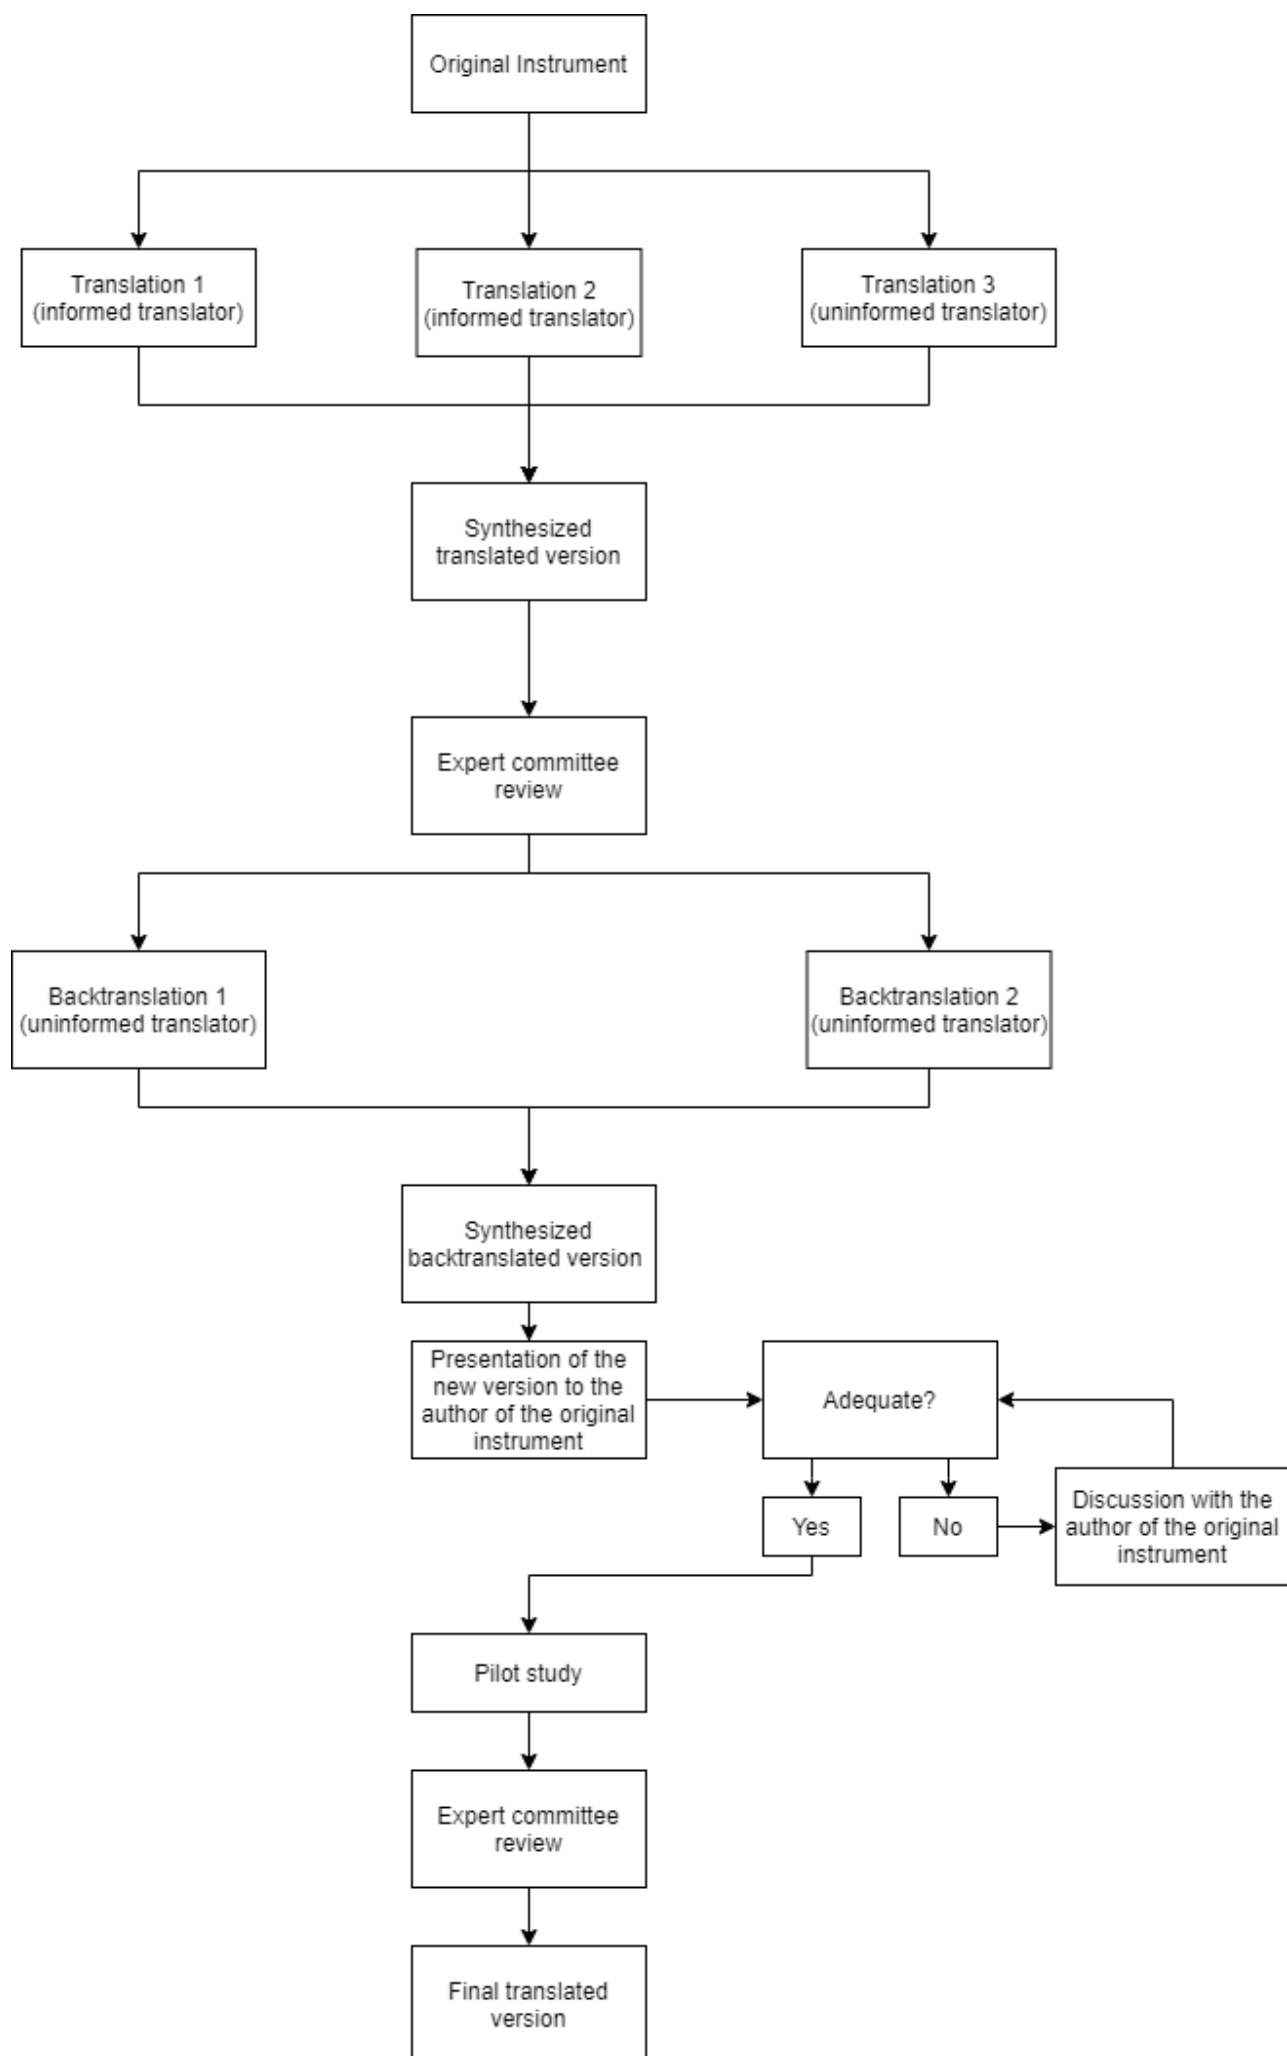 Original Instrument
Translation 1
(informed translator)
Translation 2
(informed translator)
Translation 3
(uninformed translator)
Synthesized
translated version
Expert committee
review
Backtranslation 1
(uninformed translator)
Backtranslation 2
(uninformed translator)
Synthesized
backtranslated version
Presentation of the
new version to the
author of the original
instrument
Adequate?
Yes
No
Discussion with the
author of the original
instrument
Pilot study
Expert committee
review
Final translated
version